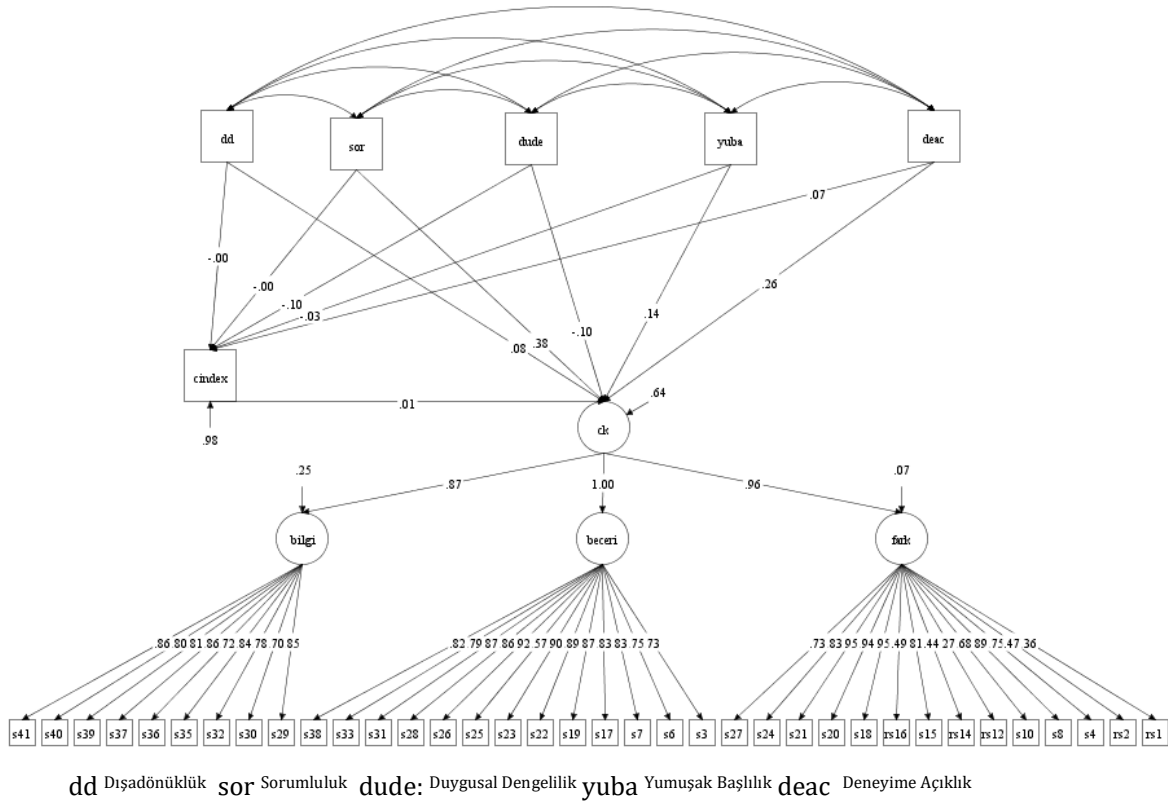 dd sor dude yuba deac
.07
-.00 -.00 .26
-.10 -.03 -.10 .14
.08 .38
cindex
.01 .64
.98 ck
.25 .87 1.00 .96 .07
bilgi beceri fark
.86 .80 .81 .86 .72 .84 .78 .70 .85 .82 .79 .87 .86 .92 .57 .90 .89 .87 .83 .83 .75 .73 .73 .83 .95 .94 .95 .49 .81 .44 .27 .68 .89 .75 .47 .36
s41 s40 s39 s37 s36 s35 s32 s30 s29 s38 s33 s31 s28 s26 s25 s23 s22 s19 s17 s7 s6 s3 s27 s24 s21 s20 s18 rs16 s15 rs14 rs12 s10 s8 s4 rs2 rs1
dd Dışadönüklük sor Sorumluluk dude: Duygusal Dengelilik yuba Yumuşak Başlılık deac Deneyime Açıklık